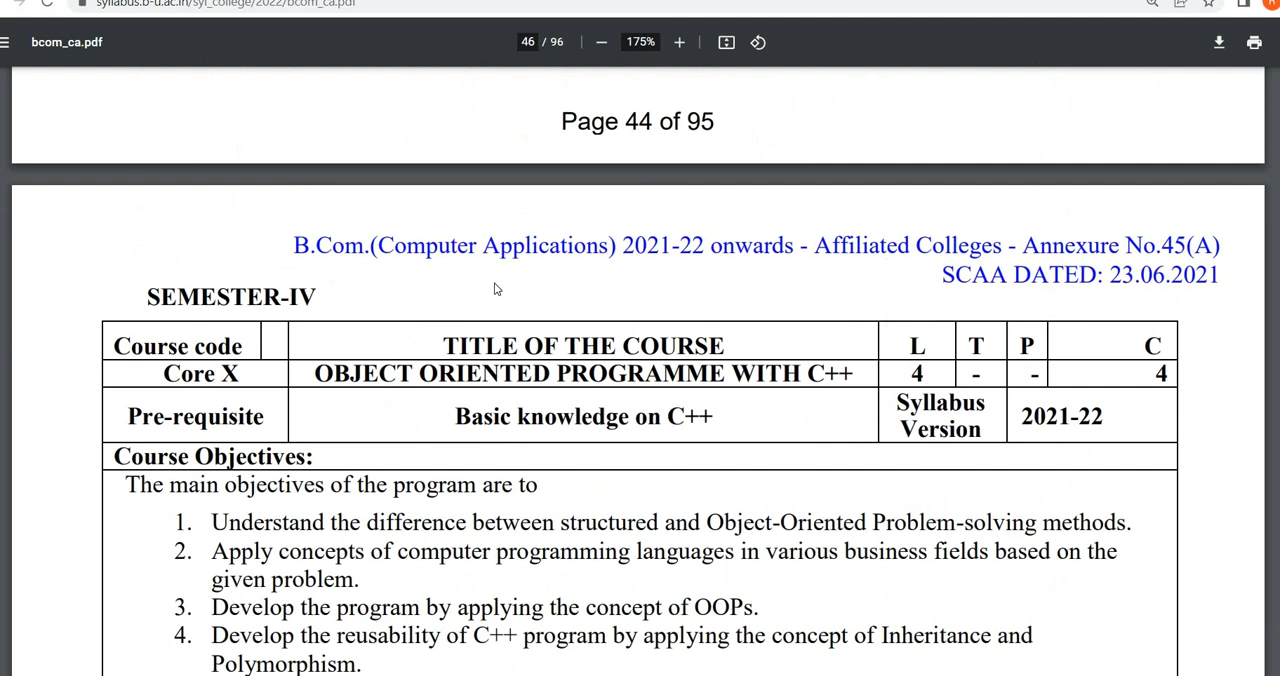 syllabus.b-u.ac.in/syl_college/2022/bcom_ca.pdf
bcom_ca.pdf
46 / 96
175%
Page 44 of 95
B.Com.(Computer Applications) 2021-22 onwards - Affiliated Colleges - Annexure No.45(A)
SCAA DATED: 23.06.2021
SEMESTER-IV
Course code TITLE OF THE COURSE L T P C
Core X OBJECT ORIENTED PROGRAMME WITH C++ 4 - - 4
Pre-requisite Basic knowledge on C++ Syllabus Version 2021-22
Course Objectives:
The main objectives of the program are to
1. Understand the difference between structured and Object-Oriented Problem-solving methods.
2. Apply concepts of computer programming languages in various business fields based on the
given problem.
3. Develop the program by applying the concept of OOPs.
4. Develop the reusability of C++ program by applying the concept of Inheritance and
Polymorphism.